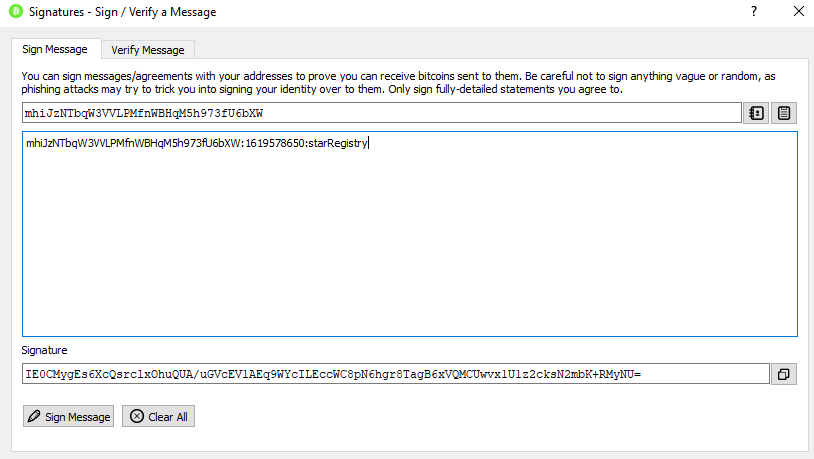 Signatures - Sign / Verify a Message
Sign Message
Verify Message
You can sign messages/agreements with your addresses to prove you can receive bitcoins sent to them. Be careful not to sign anything vague or random, as
phishing attacks may try to trick you into signing your identity over to them. Only sign fully-detailed statements you agree to.
mhiJzNTbqW3VVLPMfnWBHqM5h973fU6bXW
mhiJzNTbqW3VVLPMfnWBHqM5h973fU6bXW:1619578650:starRegistry
Signature
IE0CMygEs6XcQsrclxOhuQUA/uGVcEVlAEq9WYcILEccWC8pN6hgr8TagB6xVQMCUwvxlUlz2cksN2mbK+RMyNU=
Sign Message
Clear All